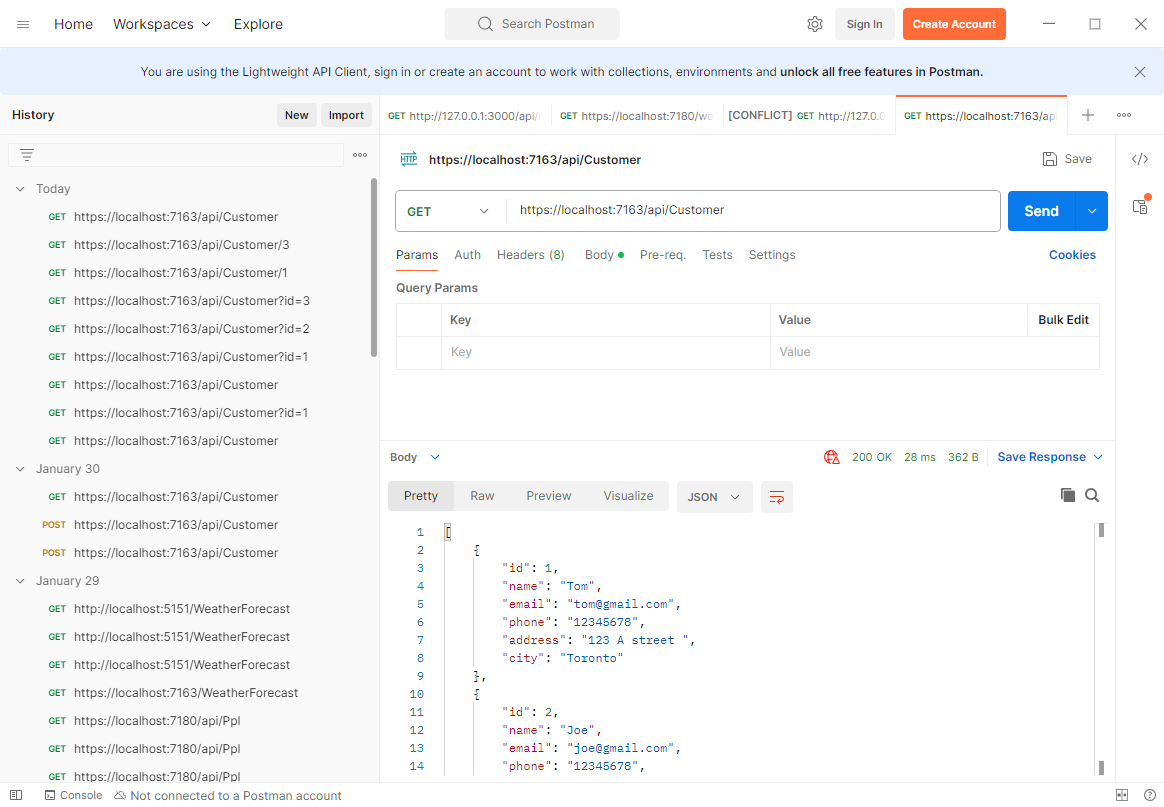 Home Workspaces Explore Search Postman Sign In Create Account
You are using the Lightweight API Client, sign in or create an account to work with collections, environments and unlock all free features in Postman.
History New Import
Today
GET https://localhost:7163/api/Customer
GET https://localhost:7163/api/Customer/3
GET https://localhost:7163/api/Customer/1
GET https://localhost:7163/api/Customer?id=3
GET https://localhost:7163/api/Customer?id=2
GET https://localhost:7163/api/Customer?id=1
GET https://localhost:7163/api/Customer
GET https://localhost:7163/api/Customer?id=1
GET https://localhost:7163/api/Customer
January 30
GET https://localhost:7163/api/Customer
POST https://localhost:7163/api/Customer
POST https://localhost:7163/api/Customer
January 29
GET http://localhost:5151/WeatherForecast
GET http://localhost:5151/WeatherForecast
GET http://localhost:5151/WeatherForecast
GET https://localhost:7163/WeatherForecast
GET https://localhost:7180/api/Ppl
GET https://localhost:7180/api/Ppl
GET https://localhost:7180/api/Ppl
GET http://127.0.0.1:3000/api/ GET https://localhost:7180/we [CONFLICT] GET http://127.0.0 GET https://localhost:7163/api
HTTP https://localhost:7163/api/Customer Save
GET https://localhost:7163/api/Customer Send
Params Auth Headers (8) Body Pre-req. Tests Settings Cookies
Query Params
Key Value Bulk Edit
Key Value
Body 200 OK 28 ms 362 B Save Response
Pretty Raw Preview Visualize JSON
1 [
2 {
3 "id": 1,
4 "name": "Tom",
5 "email": "tom@gmail.com",
6 "phone": "12345678",
7 "address": "123 A street ",
8 "city": "Toronto"
9 },
10 {
11 "id": 2,
12 "name": "Joe",
13 "email": "joe@gmail.com",
14 "phone": "12345678",
Console Not connected to a Postman account